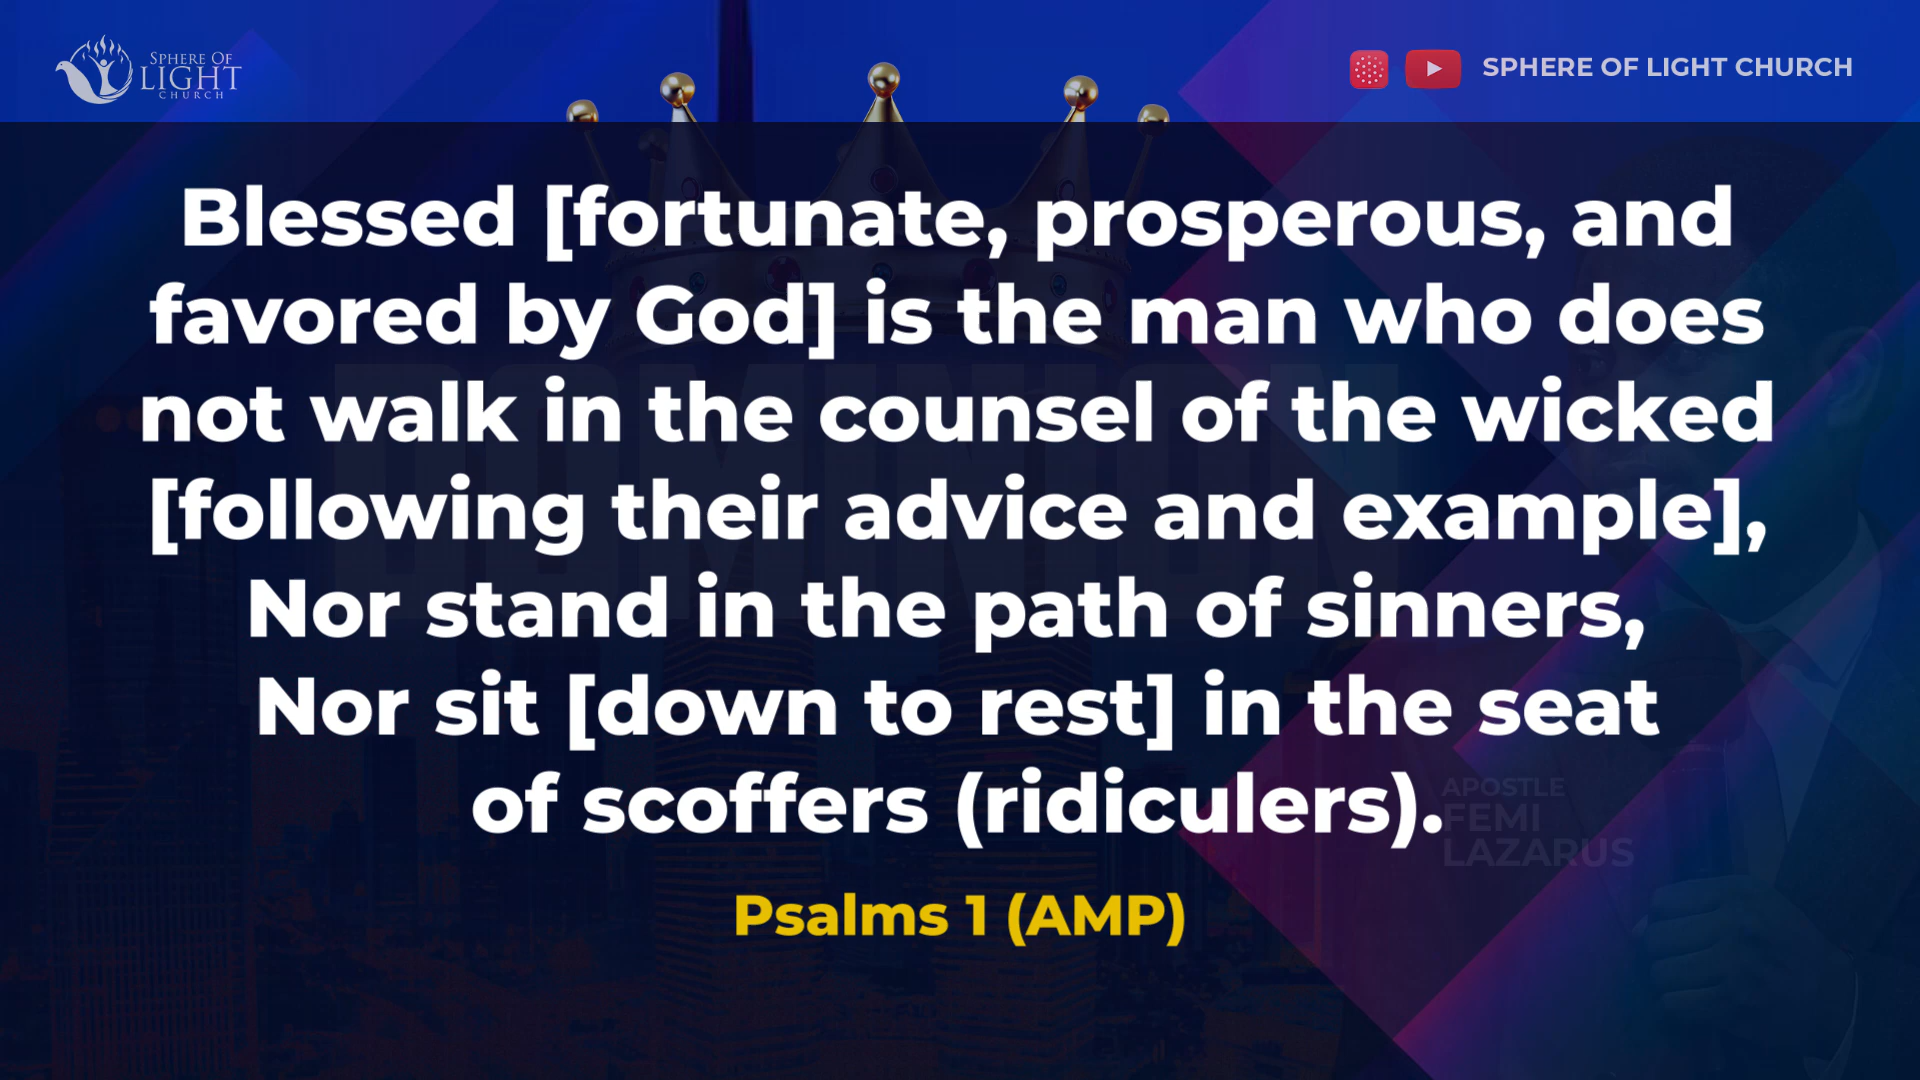 SPHERE OF
LIGHT
CHURCH
SPHERE OF LIGHT CHURCH
Blessed [fortunate, prosperous, and
favored by God] is the man who does
not walk in the counsel of the wicked
[following their advice and example],
Nor stand in the path of sinners,
Nor sit [down to rest] in the seat
of scoffers (ridiculers).
DOMINION
APOSTLE
FEMI
LAZARUS
Psalms 1 (AMP)